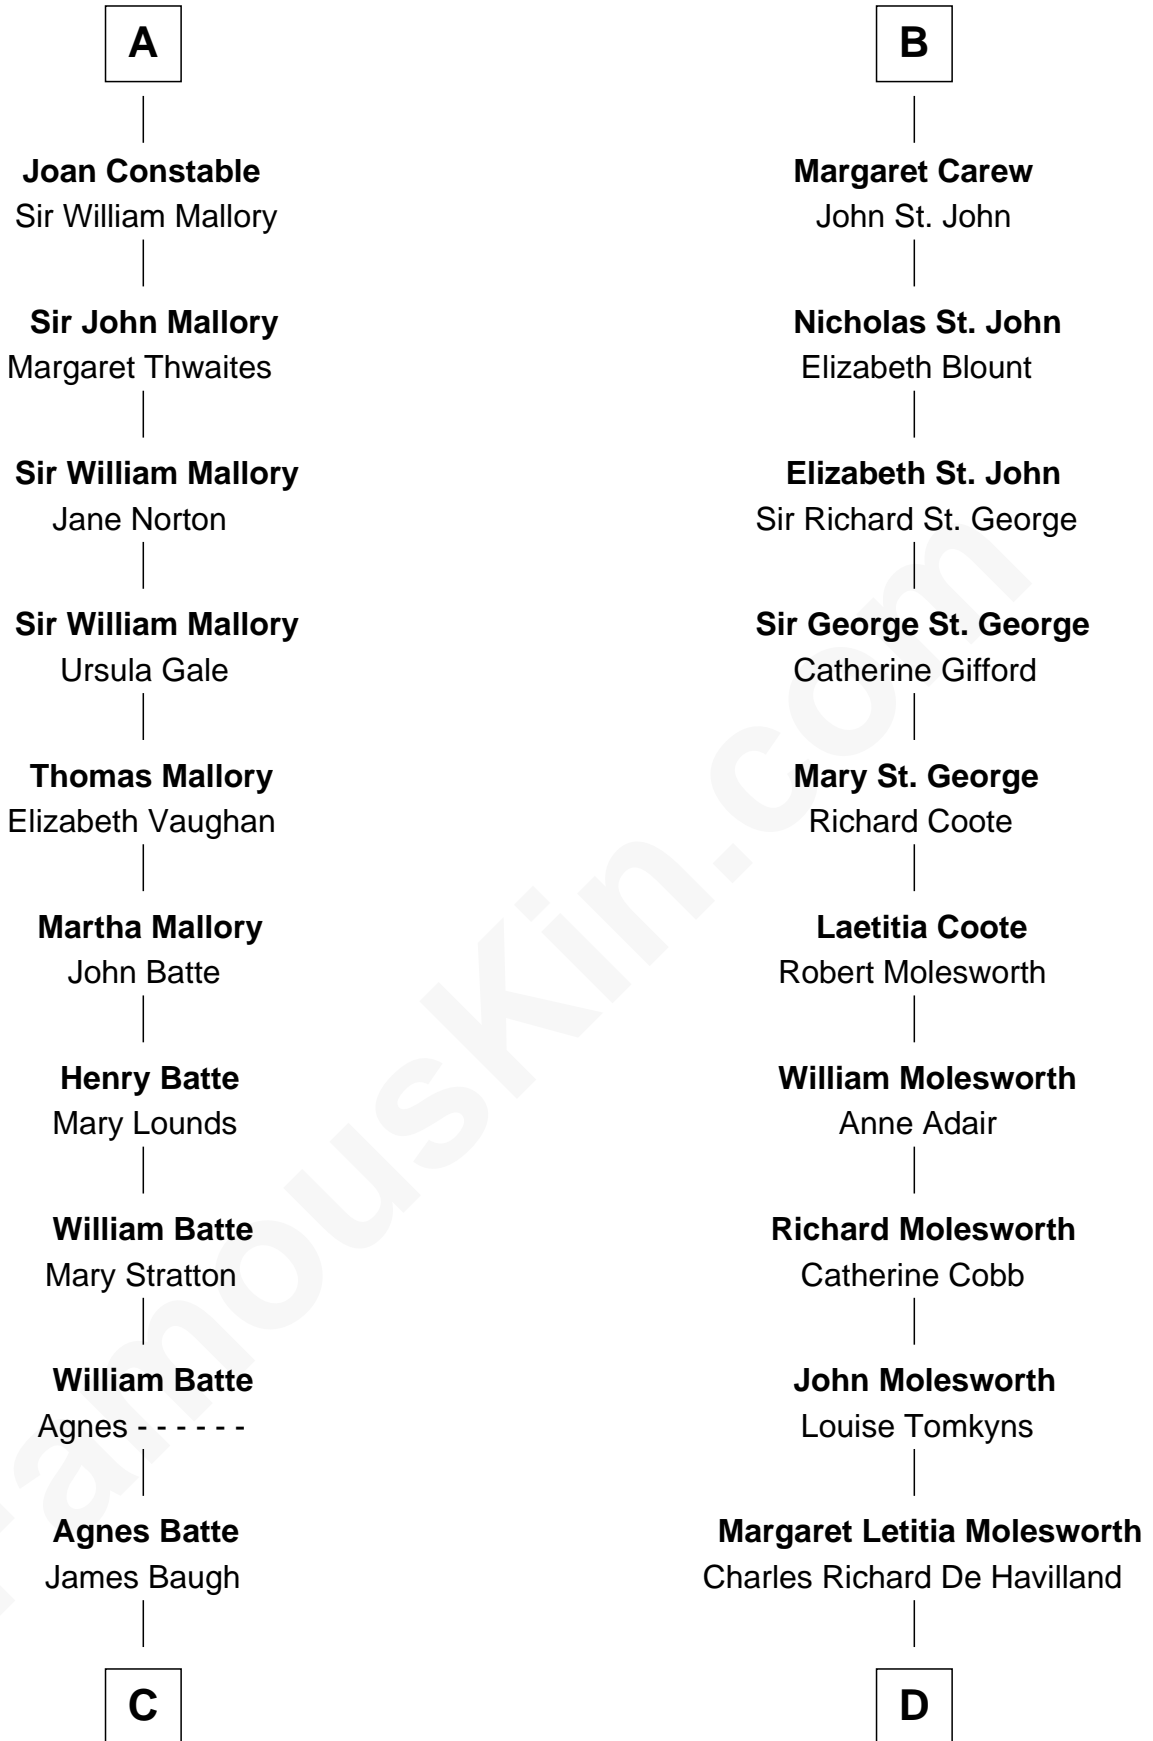 A
Joan Constable
Sir William Mallory
Sir John Mallory
Margaret Thwaites
Sir William Mallory
Jane Norton
Sir William Mallory
Ursula Gale
Thomas Mallory
Elizabeth Vaughan
Martha Mallory
John Batte
Henry Batte
Mary Lounds
William Batte
Mary Stratton
William Batte
Agnes - - - - - -
Agnes Batte
James Baugh
C
B
Margaret Carew
John St. John
Nicholas St. John
Elizabeth Blount
Elizabeth St. John
Sir Richard St. George
Sir George St. George
Catherine Gifford
Mary St. George
Richard Coote
Laetitia Coote
Robert Molesworth
William Molesworth
Anne Adair
Richard Molesworth
Catherine Cobb
John Molesworth
Louise Tomkyns
Margaret Letitia Molesworth
Charles Richard De Havilland
D
FamousKin.com